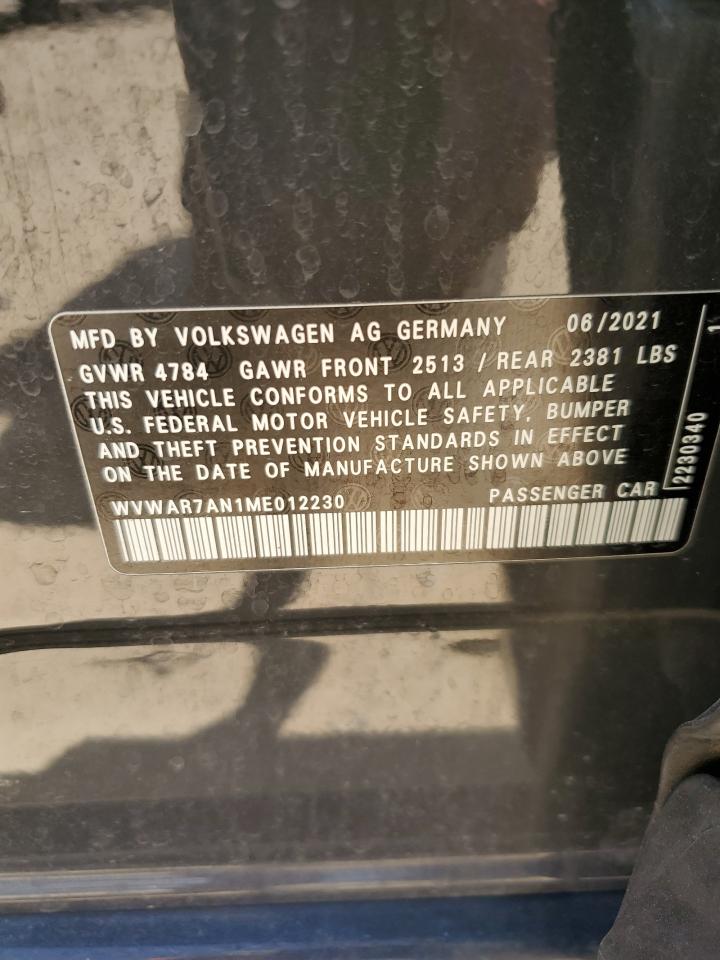 MFD BY VOLKSWAGEN AG GERMANY 06/2021
GVWR 4784 GAWR FRONT 2513 / REAR 2381 LBS
THIS VEHICLE CONFORMS TO ALL APPLICABLE
U.S. FEDERAL MOTOR VEHICLE SAFETY, BUMPER
AND THEFT PREVENTION STANDARDS IN EFFECT
ON THE DATE OF MANUFACTURE SHOWN ABOVE
WVWAR7AN1ME012230 PASSENGER CAR
2230340